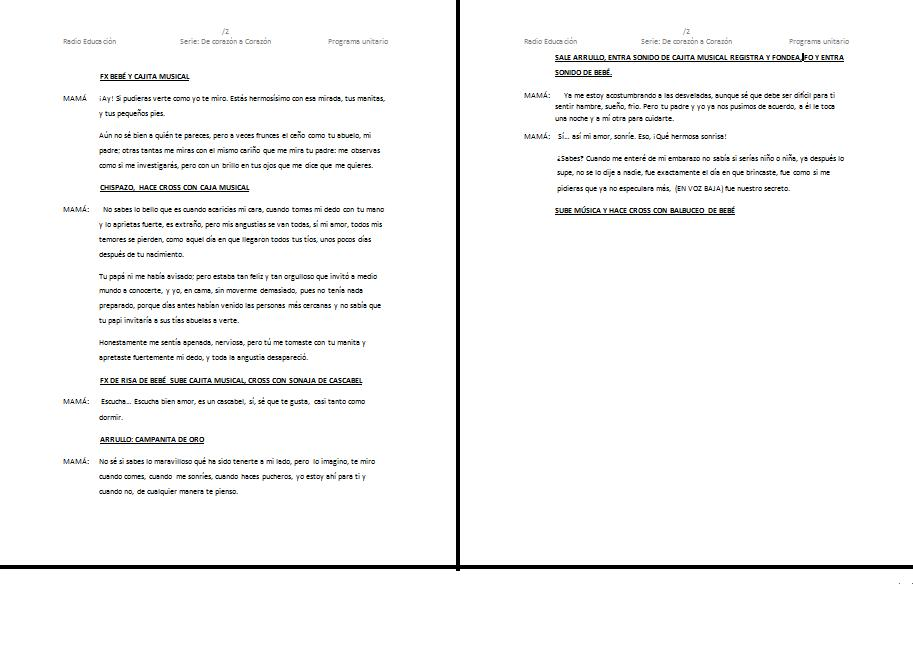 /2
Radio Educación Serie: De corazón a Corazón Programa unitario
FX BEBÉ Y CAJITA MUSICAL
MAMÁ ¡Ay! Si pudieras verte como yo te miro. Estás hermosísimo con esa mirada, tus manitas,
y tus pequeños pies.
Aún no sé bien a quién te pareces, pero a veces frunces el ceño como tu abuelo, mi
padre; otras tantas me miras con el mismo cariño que me mira tu padre: me observas
como si me investigarás, pero con un brillo en tus ojos que me dice que me quieres.
CHISPAZO, HACE CROSS CON CAJA MUSICAL
MAMÁ: No sabes lo bello que es cuando acaricias mi cara, cuando tomas mi dedo con tu mano
y lo aprietas fuerte, es extraño, pero mis angustias se van todas, sí mi amor, todos mis
temores se pierden, como aquel día en que llegaron todos tus tíos, unos pocos días
después de tu nacimiento.
Tu papá ni me había avisado; pero estaba tan feliz y tan orgulloso que invitó a medio
mundo a conocerte, y yo, en cama, sin moverme demasiado, pues no tenía nada
preparado, porque días antes habían venido las personas más cercanas y no sabía que
tu papi invitaría a sus tías abuelas a verte.
Honestamente me sentía apenada, nerviosa, pero tú me tomaste con tu manita y
apretaste fuertemente mi dedo, y toda la angustia desapareció.
FX DE RISA DE BEBÉ SUBE CAJITA MUSICAL, CROSS CON SONAJA DE CASCABEL
MAMÁ: Escucha... Escucha bien amor, es un cascabel, sí, sé que te gusta, casi tanto como
dormir.
ARRULLO: CAMPANITA DE ORO
MAMÁ: No sé si sabes lo maravilloso qué ha sido tenerte a mi lado, pero lo imagino, te miro
cuando comes, cuando me sonríes, cuando haces pucheros, yo estoy ahí para ti y
cuando no, de cualquier manera te pienso.
/2
Radio Educación Serie: De corazón a Corazón Programa unitario
SALE ARRULLO, ENTRA SONIDO DE CAJITA MUSICAL REGISTRA Y FONDEA,FO Y ENTRA
SONIDO DE BEBÉ.
MAMÁ: Ya me estoy acostumbrando a las desveladas, aunque sé que debe ser difícil para ti
sentir hambre, sueño, frío. Pero tu padre y yo ya nos pusimos de acuerdo, a él le toca
una noche y a mí otra para cuidarte.
MAMÁ: Sí... así mi amor, sonríe. Eso, ¡Qué hermosa sonrisa!
¿Sabes? Cuando me enteré de mi embarazo no sabía si serías niño o niña, ya después lo
supe, no se lo dije a nadie, fue exactamente el día en que brincaste, fue como si me
pidieras que ya no especulara más, (EN VOZ BAJA) fue nuestro secreto.
SUBE MÚSICA Y HACE CROSS CON BALBUCEO DE BEBÉ